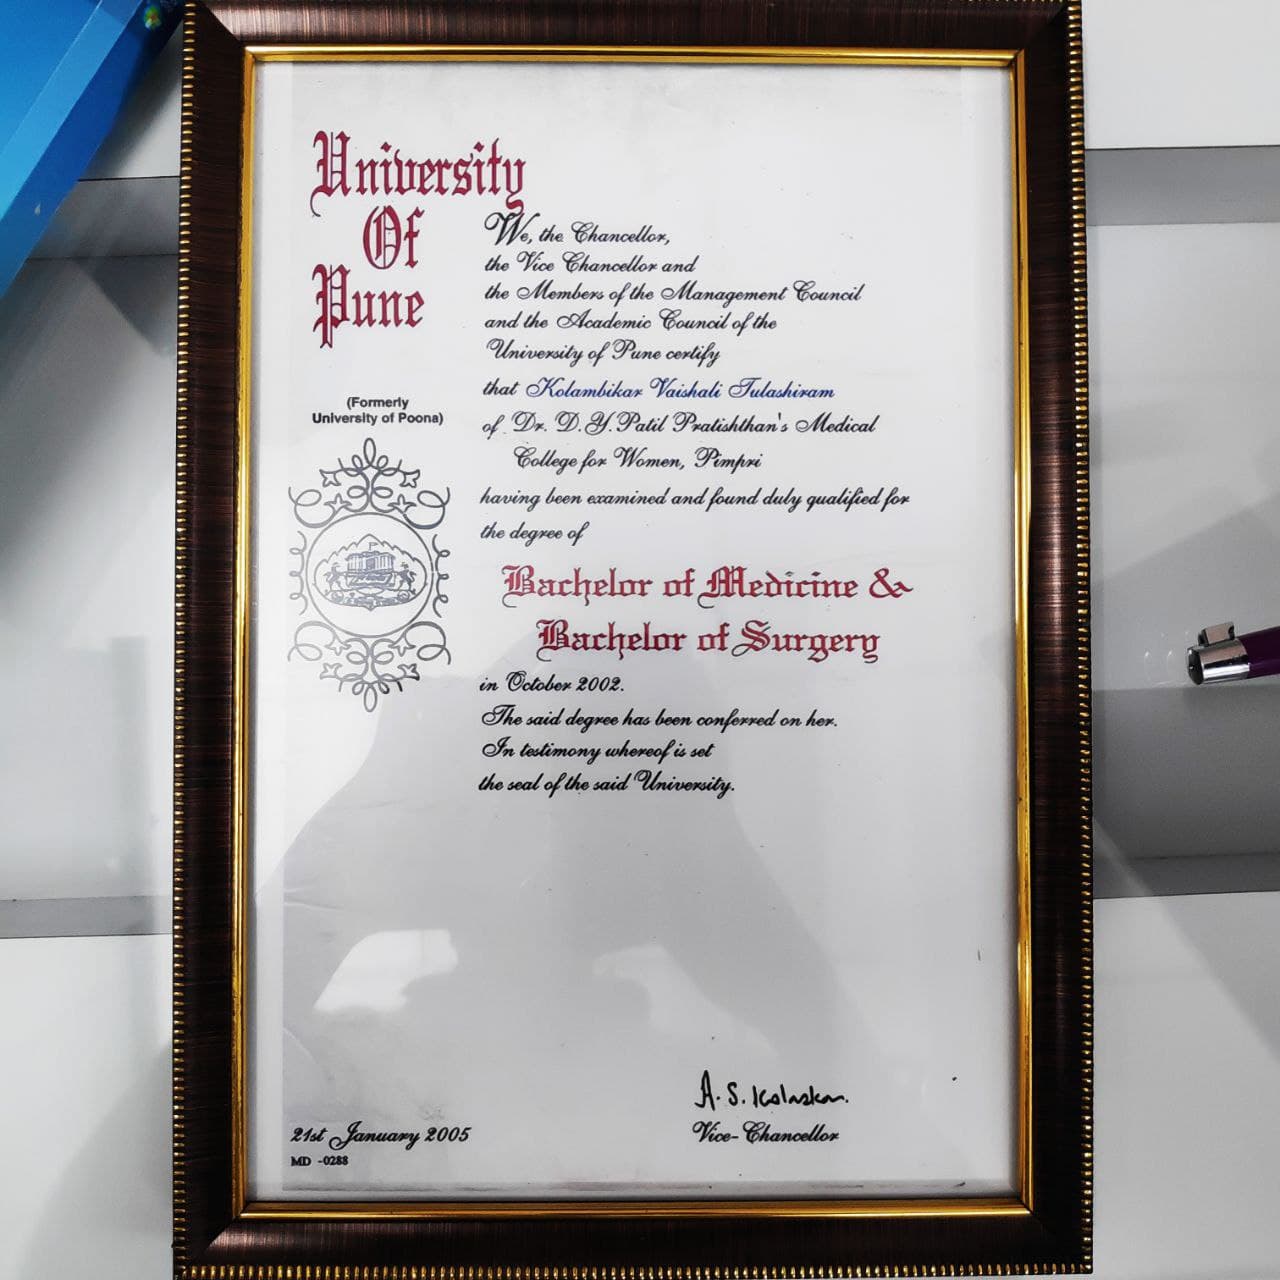 University
Of
Pune
(Formerly
University of Poona)
We, the Chancellor,
the Vice Chancellor and
the Members of the Management Council
and the Academic Council of the
University of Pune certify
that Kolambikar Vaishali Tulashiram
of Dr. D.Y.Patil Pratishthan's Medical
College for Women, Pimpri
having been examined and found duly qualified for
the degree of
Bachelor of Medicine &
Bachelor of Surgery
in October 2002.
The said degree has been conferred on her.
In testimony whereof is set
the seal of the said University.
A. S. Kolaskar.
Vice-Chancellor
21st January 2005
MD -0288